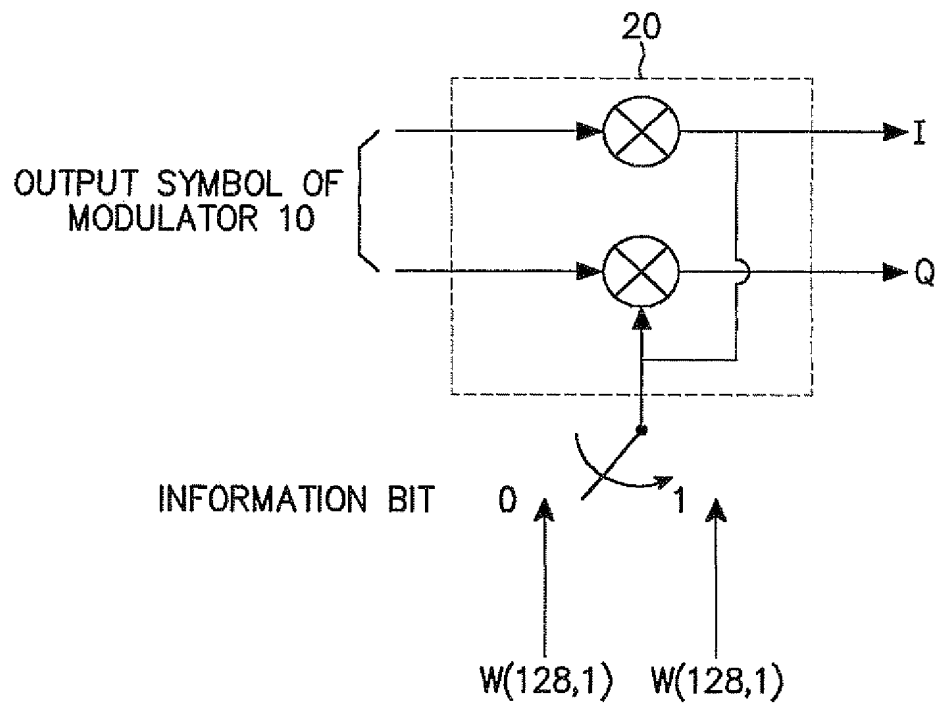 20
I
OUTPUT SYMBOL OF
MODULATOR 10
Q
INFORMATION BIT 0 1
W(128,1) W(128,1)